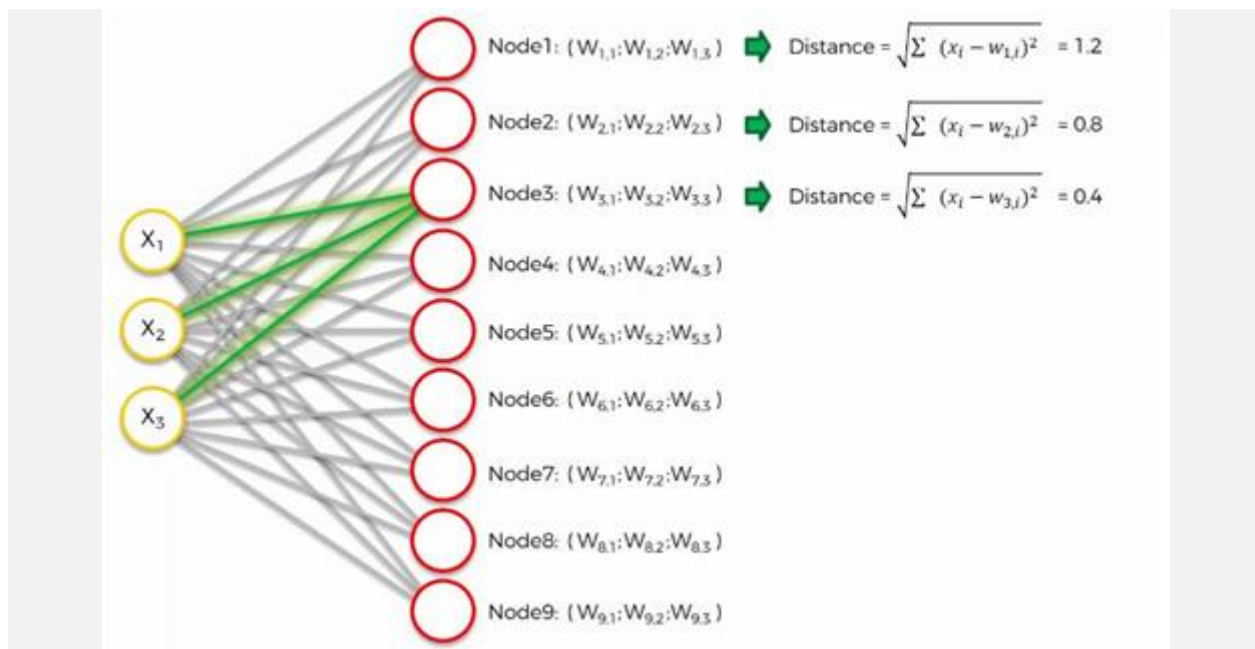 Node1: (W₁,₁;W₁,₂;W₁,₃) Distance = √∑ (xᵢ − w₁,ᵢ)² = 1.2
Node2: (W₂.₁;W₂.₂;W₂.₃) Distance = √∑ (xᵢ − w₂,ᵢ)² = 0.8
Node3: (W₃.₁;W₃.₂;W₃.₃) Distance = √∑ (xᵢ − w₃,ᵢ)² = 0.4
X₁
Node4: (W₄.₁;W₄.₂;W₄.₃)
X₂
Node5: (W₅.₁;W₅.₂;W₅.₃)
Node6: (W₆.₁;W₆.₂;W₆.₃)
X₃
Node7: (W₇.₁;W₇.₂;W₇.₃)
Node8: (W₈.₁;W₈.₂;W₈.₃)
Node9: (W₉.₁;W₉.₂;W₉.₃)